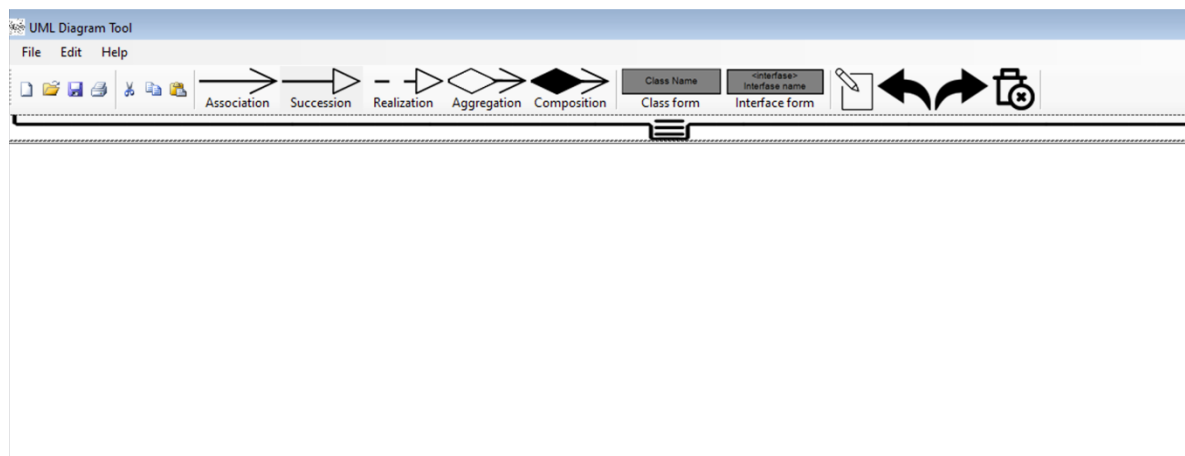 UML Diagram Tool
File Edit Help
Class Name
<interfase>
Interfase name
Association Succession Realization Aggregation Composition Class form Interface form